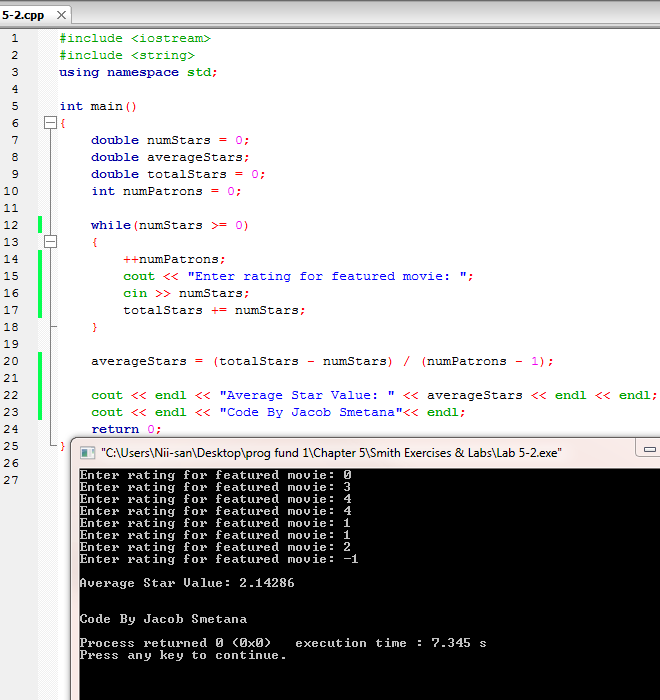 5-2.cpp X
1 #include <iostream>
2 #include <string>
3 using namespace std;
4
5 int main()
6 {
7 double numStars = 0;
8 double averageStars;
9 double totalStars = 0;
10 int numPatrons = 0;
11
12 while(numStars >= 0)
13 {
14 ++numPatrons;
15 cout << "Enter rating for featured movie: ";
16 cin >> numStars;
17 totalStars += numStars;
18 }
19
20 averageStars = (totalStars - numStars) / (numPatrons - 1);
21
22 cout << endl << "Average Star Value: " << averageStars << endl << endl;
23 cout << endl << "Code By Jacob Smetana"<< endl;
24 return 0;
25 }
26
27
"C:\Users\Nii-san\Desktop\prog fund 1\Chapter 5\Smith Exercises & Labs\Lab 5-2.exe"
Enter rating for featured movie: 0
Enter rating for featured movie: 3
Enter rating for featured movie: 4
Enter rating for featured movie: 4
Enter rating for featured movie: 1
Enter rating for featured movie: 1
Enter rating for featured movie: 2
Enter rating for featured movie: -1
Average Star Value: 2.14286
Code By Jacob Smetana
Process returned 0 (0x0) execution time : 7.345 s
Press any key to continue.